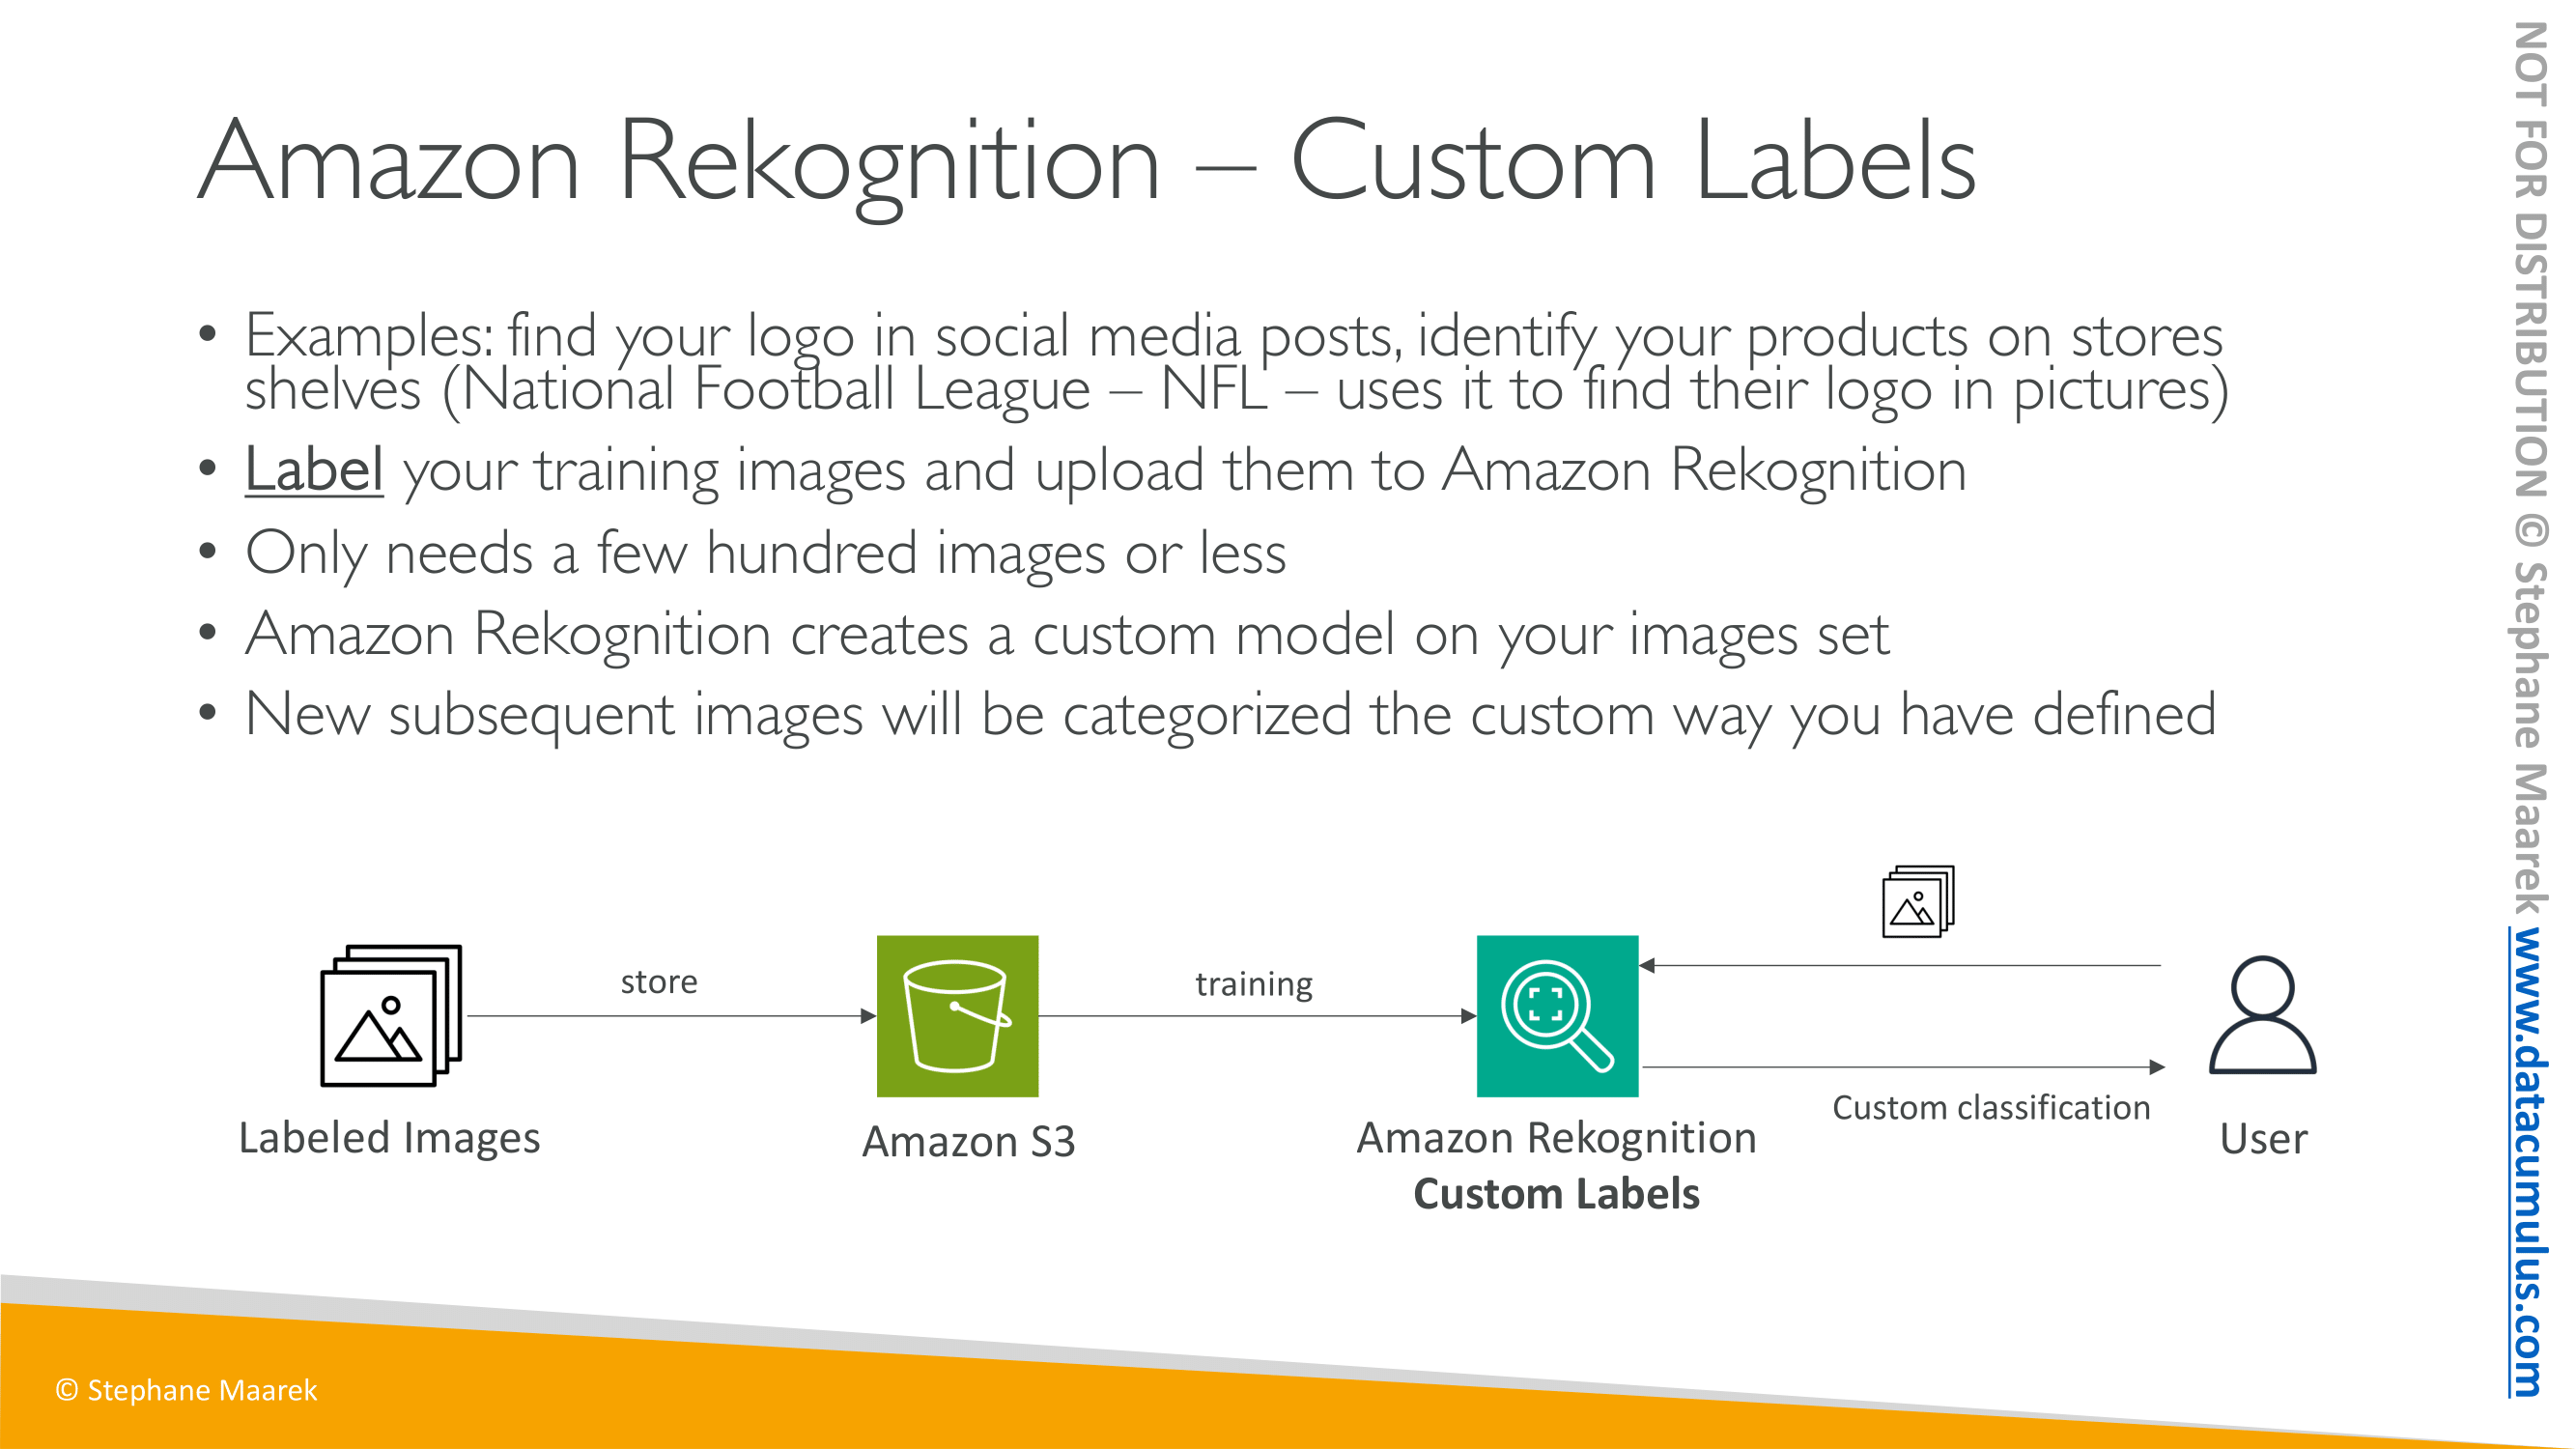 Amazon Rekognition – Custom Labels
• Examples: find your logo in social media posts, identify your products on stores
shelves (National Football League – NFL – uses it to find their logo in pictures)
• Label your training images and upload them to Amazon Rekognition
• Only needs a few hundred images or less
• Amazon Rekognition creates a custom model on your images set
• New subsequent images will be categorized the custom way you have defined
store
training
Custom classification
Labeled Images
Amazon S3
Amazon Rekognition
Custom Labels
User
© Stephane Maarek
NOT FOR DISTRIBUTION © Stephane Maarek www.datacumulus.com